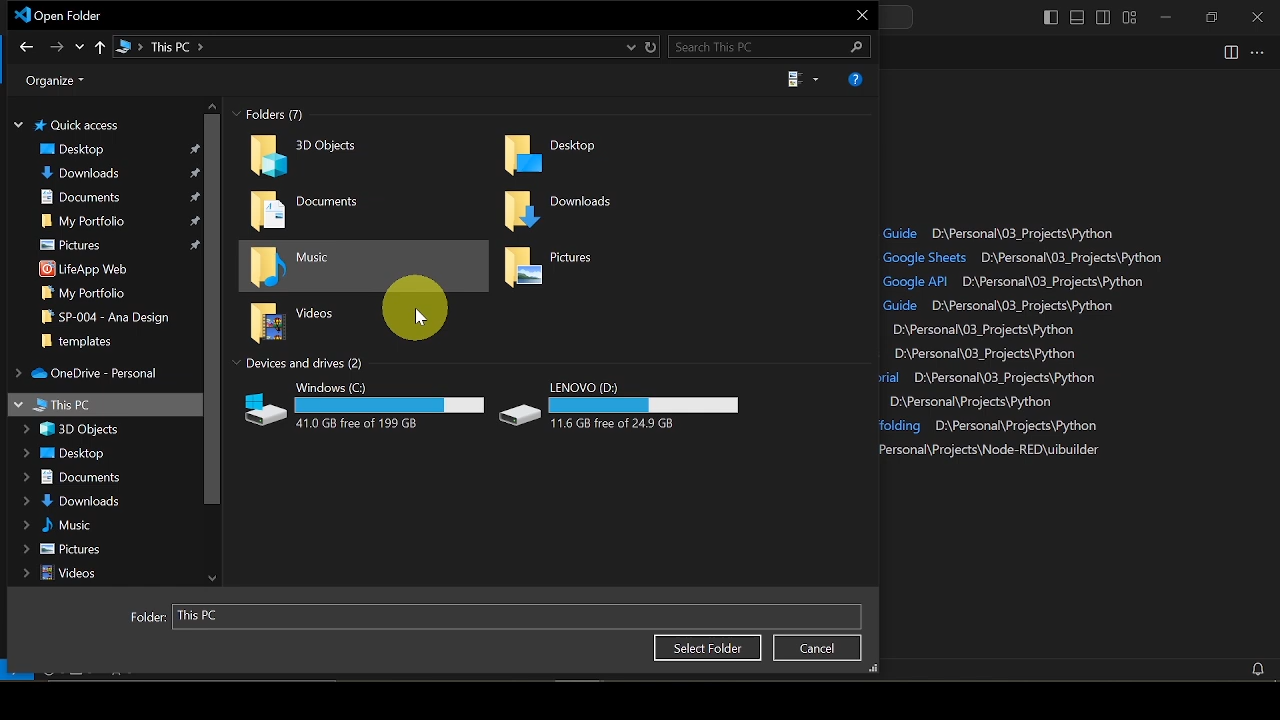 Open Folder
This PC
Search This PC
Organize
?
Quick access
Desktop
Downloads
Documents
My Portfolio
Pictures
LifeApp Web
My Portfolio
SP-004 - Ana Design
templates
OneDrive - Personal
This PC
3D Objects
Desktop
Documents
Downloads
Music
Pictures
Videos
Folders (7)
3D Objects
Desktop
Documents
Downloads
Music
Pictures
Videos
Devices and drives (2)
Windows (C:)
41.0 GB free of 199 GB
LENOVO (D:)
11.6 GB free of 24.9 GB
Folder: This PC
Select Folder
Cancel
Guide D:\Personal\03_Projects\Python
Google Sheets D:\Personal\03_Projects\Python
Google API D:\Personal\03_Projects\Python
Guide D:\Personal\03_Projects\Python
D:\Personal\03_Projects\Python
D:\Personal\03_Projects\Python
rial D:\Personal\03_Projects\Python
D:\Personal\Projects\Python
folding D:\Personal\Projects\Python
Personal\Projects\Node-RED\uibuilder